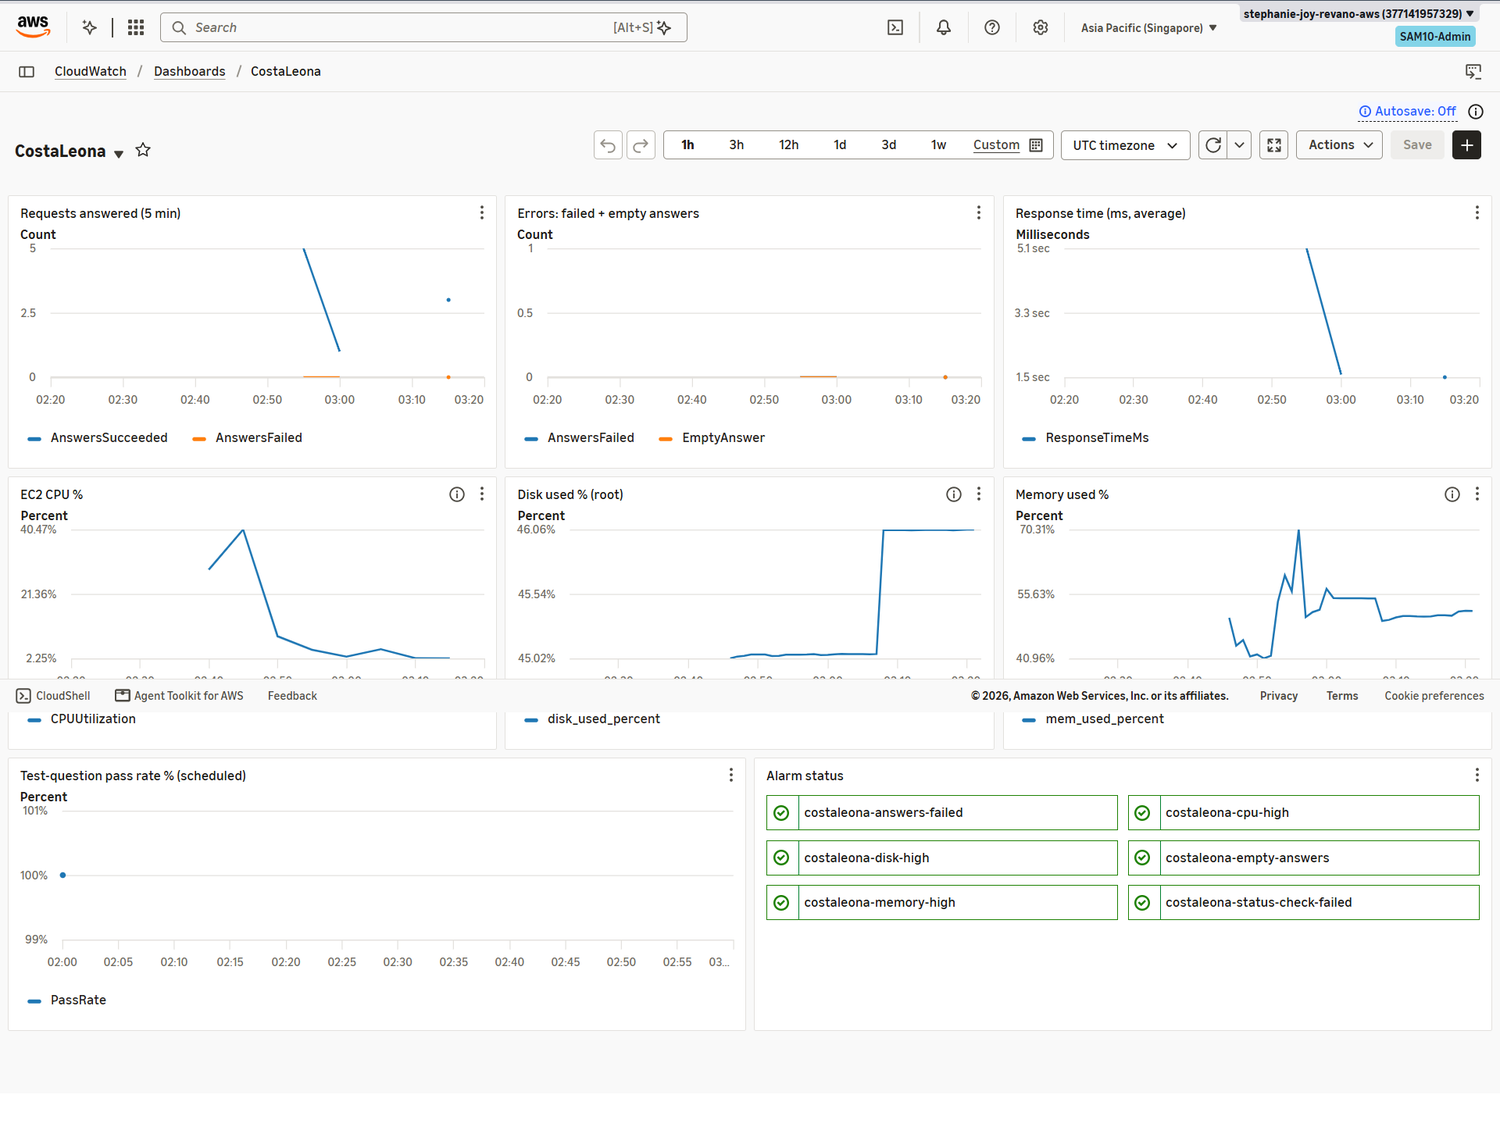 aws
Search [Alt+S]
Asia Pacific (Singapore) ▼
stephanie-joy-revano-aws (377141957329) ▼
SAM10-Admin
CloudWatch / Dashboards / CostaLeona
Autosave: Off
CostaLeona
1h 3h 12h 1d 3d 1w Custom
UTC timezone
Actions
Save
Requests answered (5 min)
Count
5
2.5
0
02:20 02:30 02:40 02:50 03:00 03:10 03:20
AnswersSucceeded AnswersFailed
Errors: failed + empty answers
Count
1
0.5
0
02:20 02:30 02:40 02:50 03:00 03:10 03:20
AnswersFailed EmptyAnswer
Response time (ms, average)
Milliseconds
5.1 sec
3.3 sec
1.5 sec
02:20 02:30 02:40 02:50 03:00 03:10 03:20
ResponseTimeMs
EC2 CPU %
Percent
40.47%
21.36%
2.25%
CPUUtilization
Disk used % (root)
Percent
46.06%
45.54%
45.02%
disk_used_percent
Memory used %
Percent
70.31%
55.63%
40.96%
mem_used_percent
CloudShell Agent Toolkit for AWS Feedback
© 2026, Amazon Web Services, Inc. or its affiliates. Privacy Terms Cookie preferences
Test-question pass rate % (scheduled)
Percent
101%
100%
99%
02:00 02:05 02:10 02:15 02:20 02:25 02:30 02:35 02:40 02:45 02:50 02:55 03...
PassRate
Alarm status
costaleona-answers-failed
costaleona-cpu-high
costaleona-disk-high
costaleona-empty-answers
costaleona-memory-high
costaleona-status-check-failed